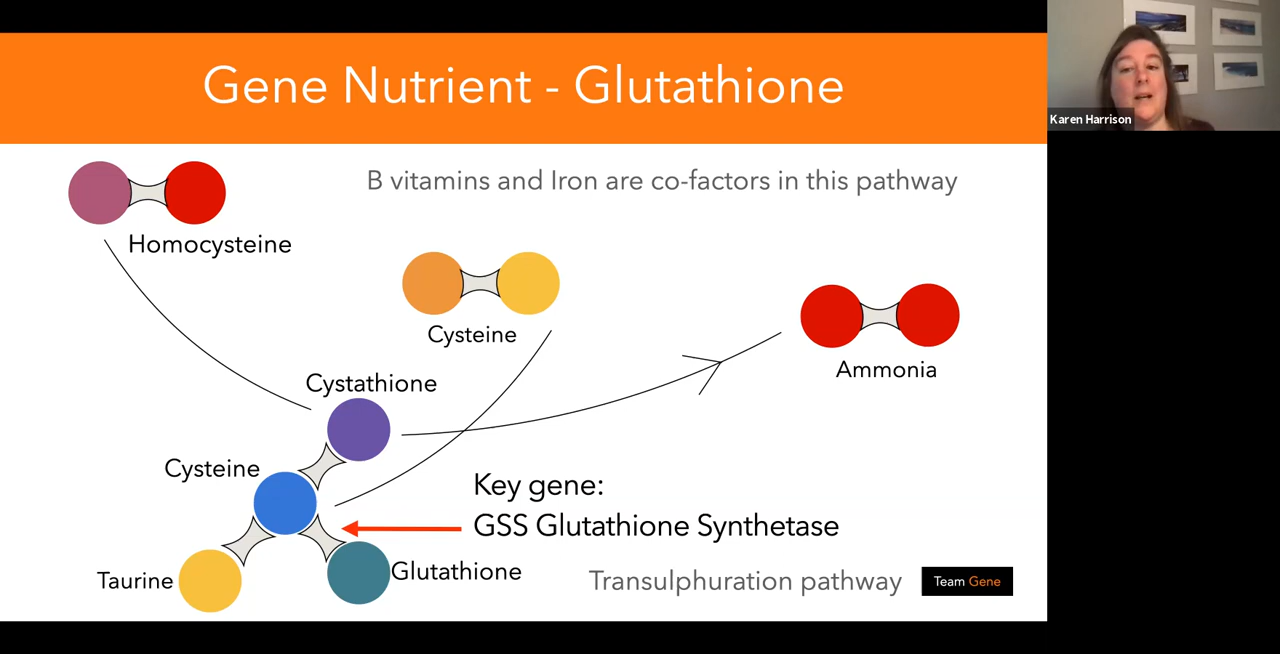 Gene Nutrient - Glutathione
Karen Harrison
B vitamins and Iron are co-factors in this pathway
Homocysteine
Cysteine
Ammonia
Cystathione
Cysteine
Key gene:
GSS Glutathione Synthetase
Taurine
Glutathione
Transulphuration pathway
Team Gene